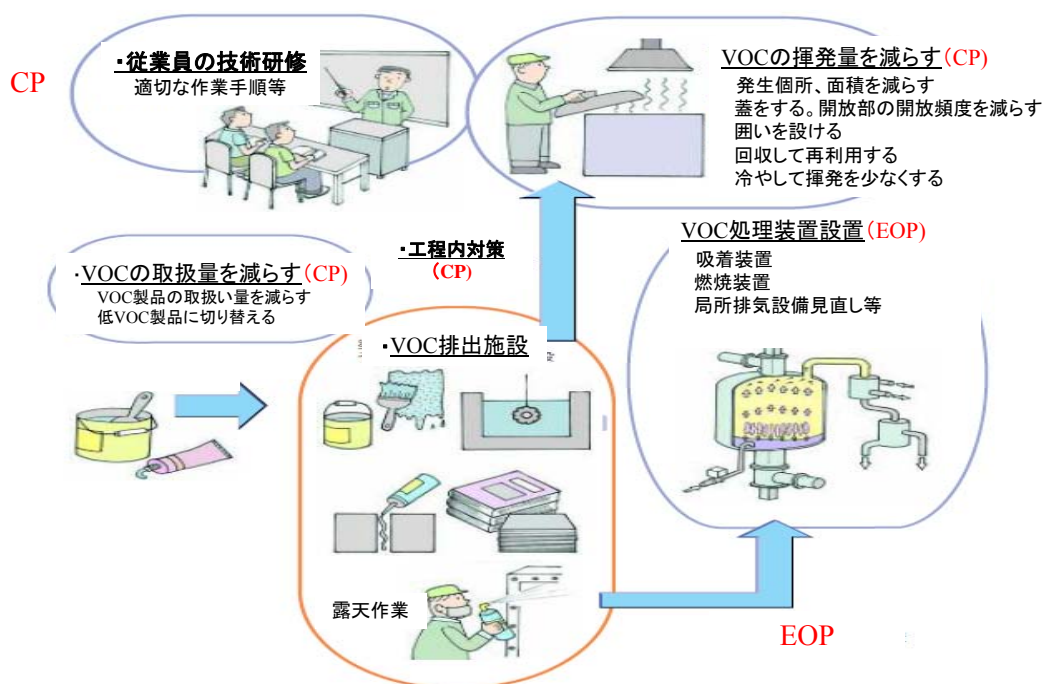 CP
・従業員の技術研修
適切な作業手順等
VOCの揮発量を減らす(CP)
発生個所、面積を減らす
蓋をする。開放部の開放頻度を減らす
囲いを設ける
回収して再利用する
冷やして揮発を少なくする
・VOCの取扱量を減らす(CP)
VOC製品の取扱い量を減らす
低VOC製品に切り替える
・工程内対策
(CP)
VOC処理装置設置(EOP)
吸着装置
燃焼装置
局所排気設備見直し等
・VOC排出施設
露天作業
EOP